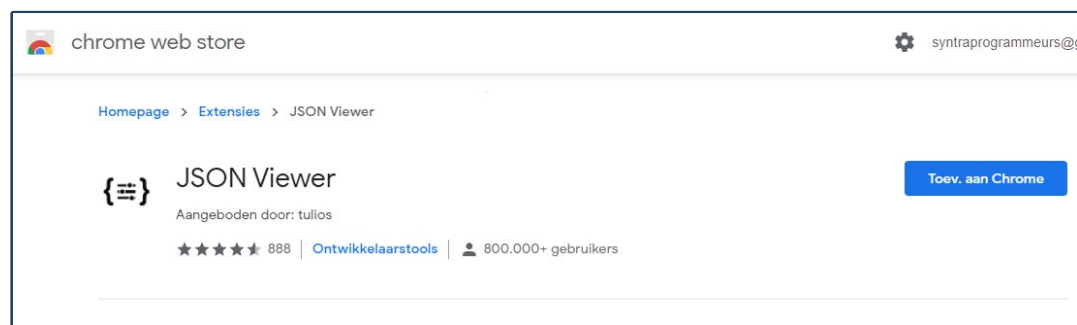 chrome web store
syntraprogrammeurs@g
Homepage > Extensies > JSON Viewer
JSON Viewer
Toev. aan Chrome
Aangeboden door: tulios
888 | Ontwikkelaarstools | 800.000+ gebruikers